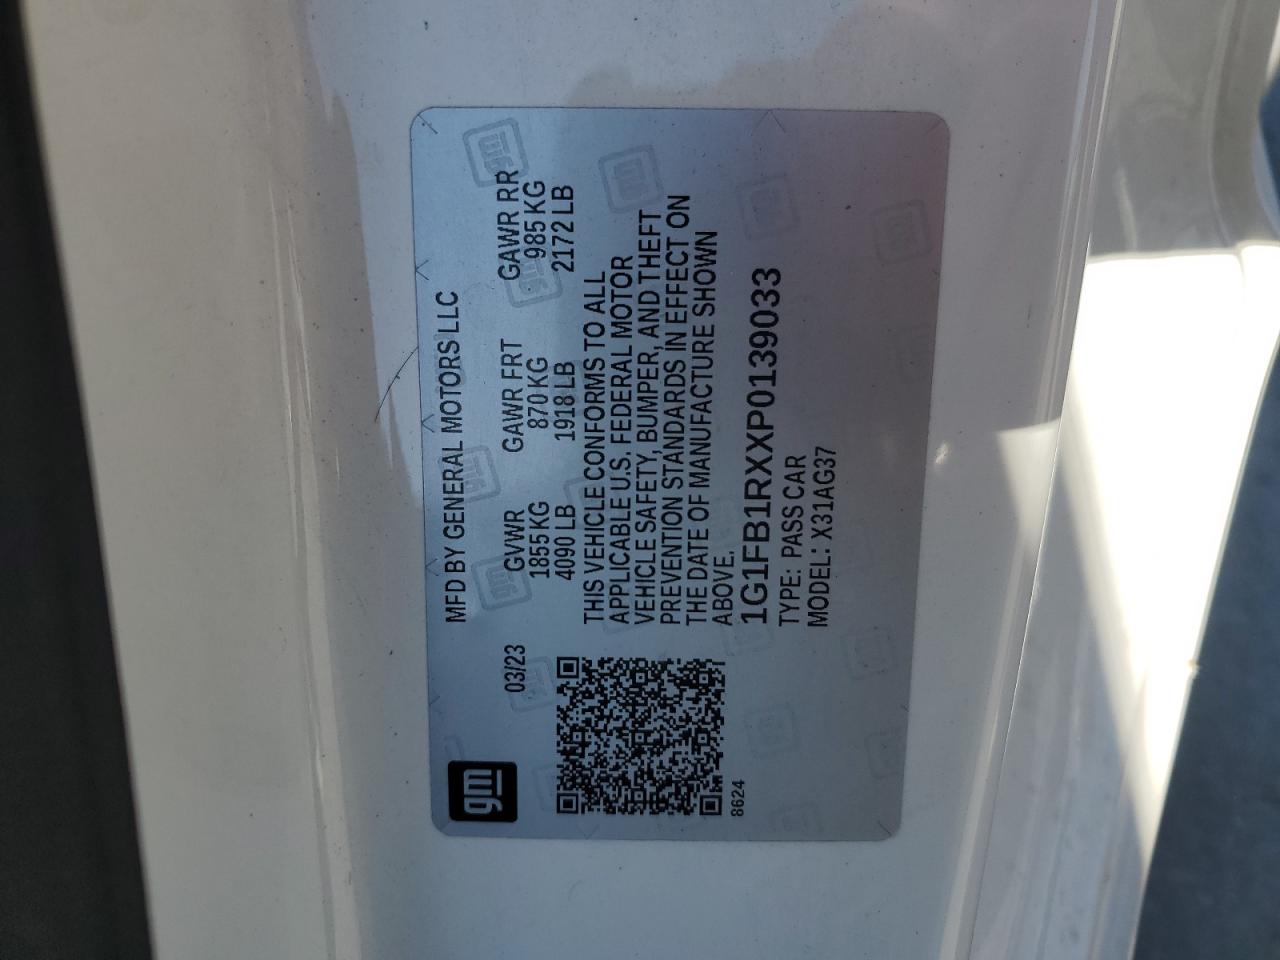 gm
MFD BY GENERAL MOTORS LLC
03/23
GVWR GAWR FRT GAWR RR
1855 KG 870 KG 985 KG
4090 LB 1918 LB 2172 LB
THIS VEHICLE CONFORMS TO ALL
APPLICABLE U.S. FEDERAL MOTOR
VEHICLE SAFETY, BUMPER, AND THEFT
PREVENTION STANDARDS IN EFFECT ON
THE DATE OF MANUFACTURE SHOWN
ABOVE.
1G1FB1RXXP0139033
TYPE: PASS CAR
MODEL: X31AG37
8624